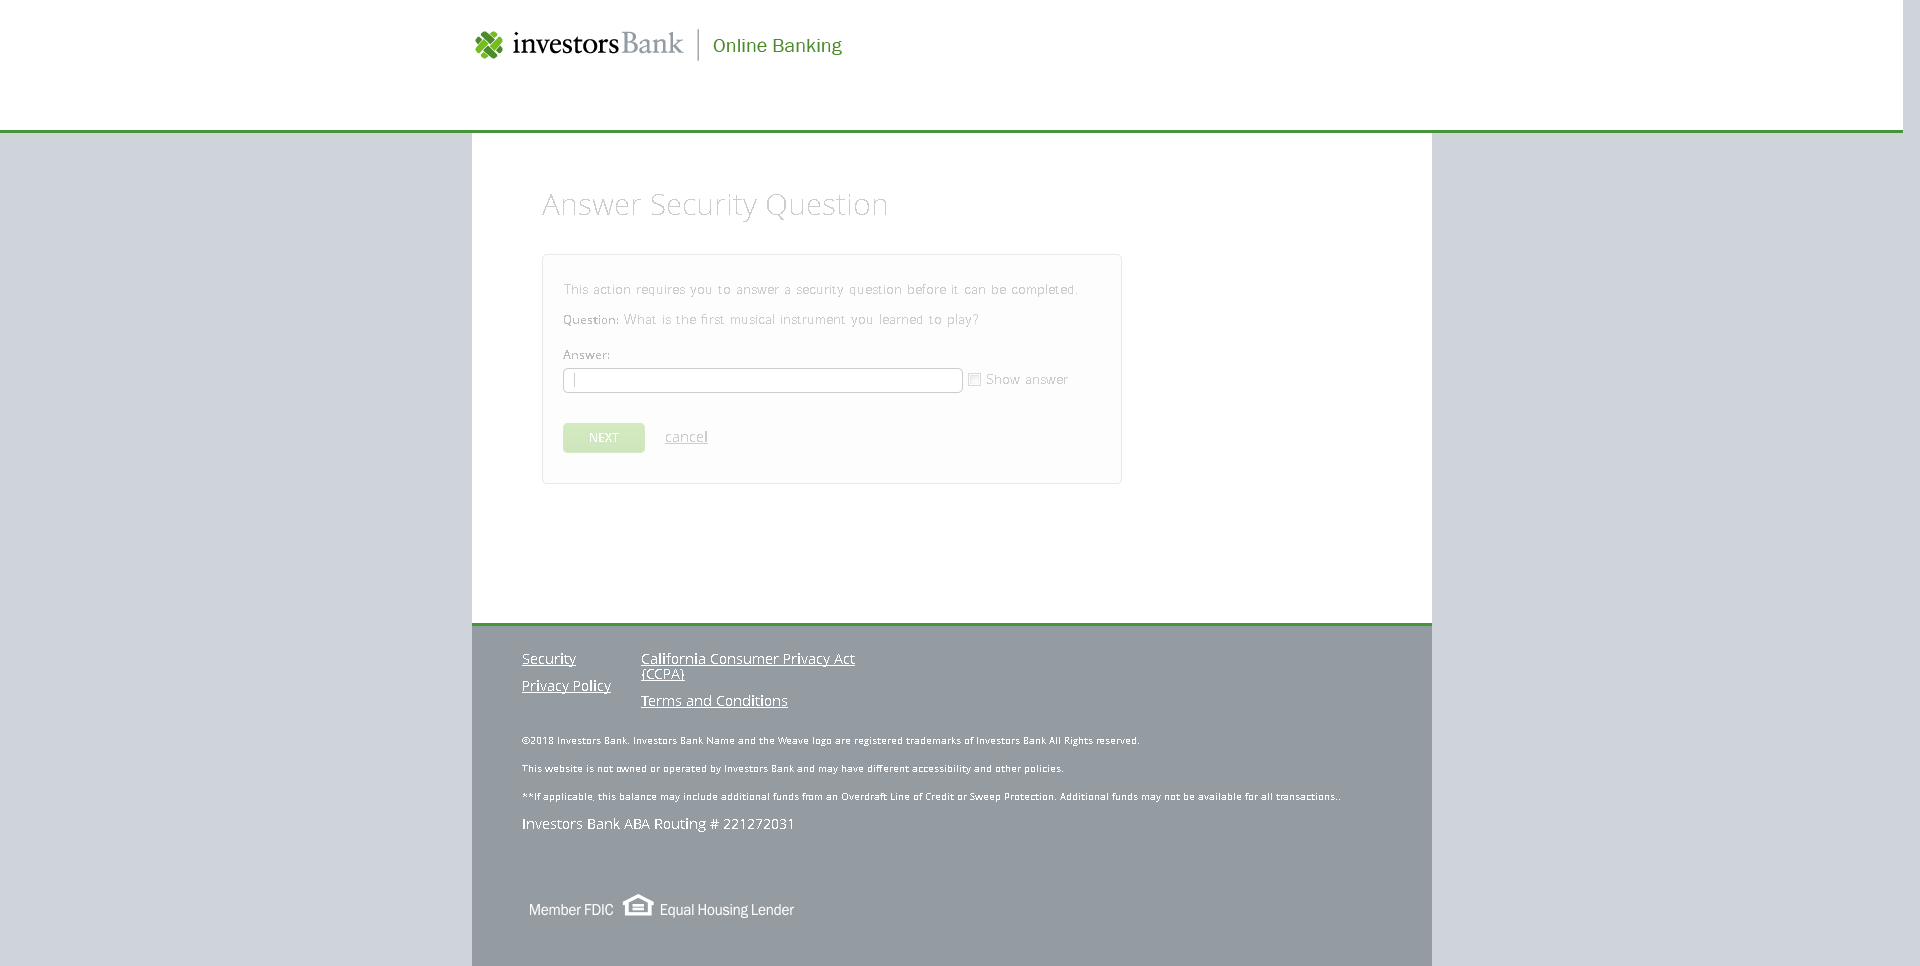 investorsBank | Online Banking
Answer Security Question
This action requires you to answer a security question before it can be completed.
Question: What is the first musical instrument you learned to play?
Answer:
Show answer
NEXT cancel
Security
Privacy Policy
California Consumer Privacy Act
(CCPA)
Terms and Conditions
©2018 Investors Bank. Investors Bank Name and the Weave logo are registered trademarks of Investors Bank All Rights reserved.
This website is not owned or operated by Investors Bank and may have different accessibility and other policies.
**If applicable, this balance may include additional funds from an Overdraft Line of Credit or Sweep Protection. Additional funds may not be available for all transactions..
Investors Bank ABA Routing # 221272031
Member FDIC Equal Housing Lender